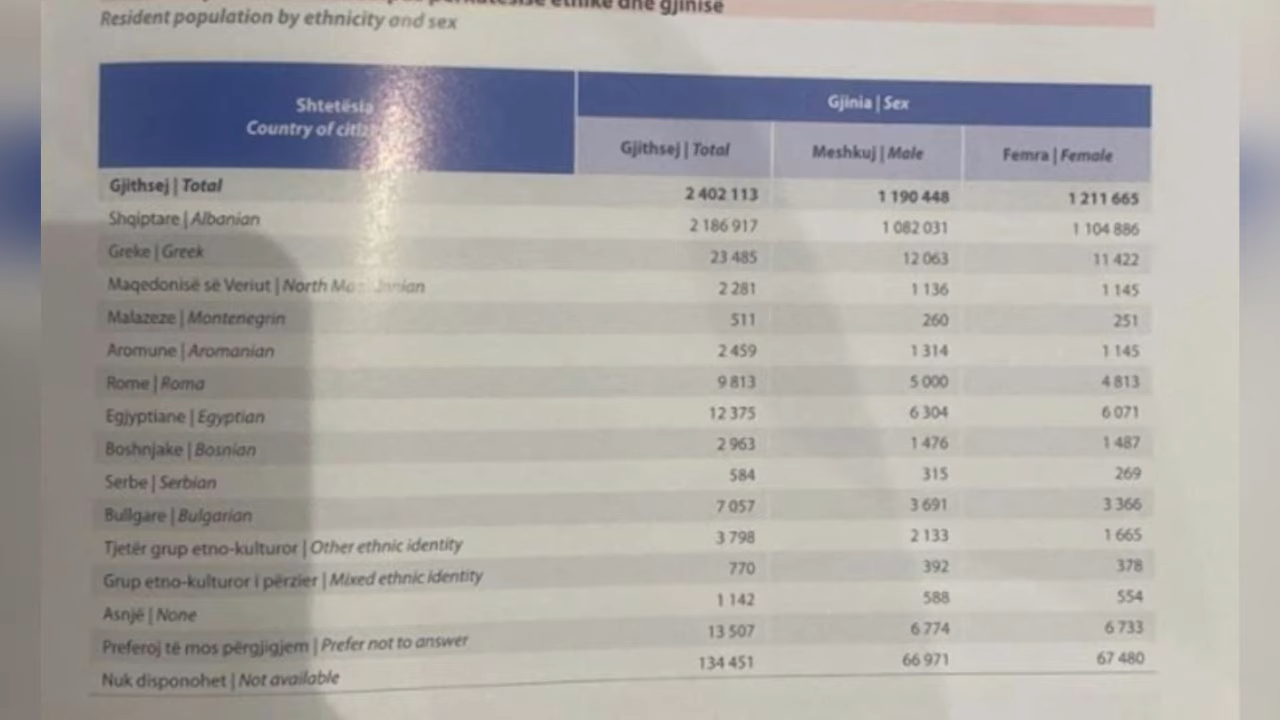 ethnike dhe gjinisë
Resident population by ethnicity and sex
Shtetësia
Country of
Gjinia | Sex
Gjithsej | Total
Meshkuj | Male
Femra | Female
Gjithsej | Total 2 402 113 1 190 448 1 211 665
Shqiptare | Albanian 2 186 917 1 082 031 1 104 886
Greke | Greek 23 485 12 063 11 422
Maqedonisë së Veriut | North 2 281 1 136 1 145
Malazeze | Montenegrin 511 260 251
Aromune | Aromanian 2 459 1 314 1 145
Rome | Roma 9 813 5 000 4 813
Egjyptiane | Egyptian 12 375 6 304 6 071
Boshnjake | Bosnian 2 963 1 476 1 487
Serbe | Serbian 584 315 269
Bullgare | Bulgarian 7 057 3 691 3 366
Tjetër grup etno-kulturor | Other ethnic identity 3 798 2 133 1 665
Grup etno-kulturor i përzier | Mixed ethnic identity 770 392 378
Asnjë | None 1 142 588 554
Preferoj të mos përgjigjem | Prefer not to answer 13 507 6 774 6 733
Nuk disponohet | Not available 134 451 66 971 67 480